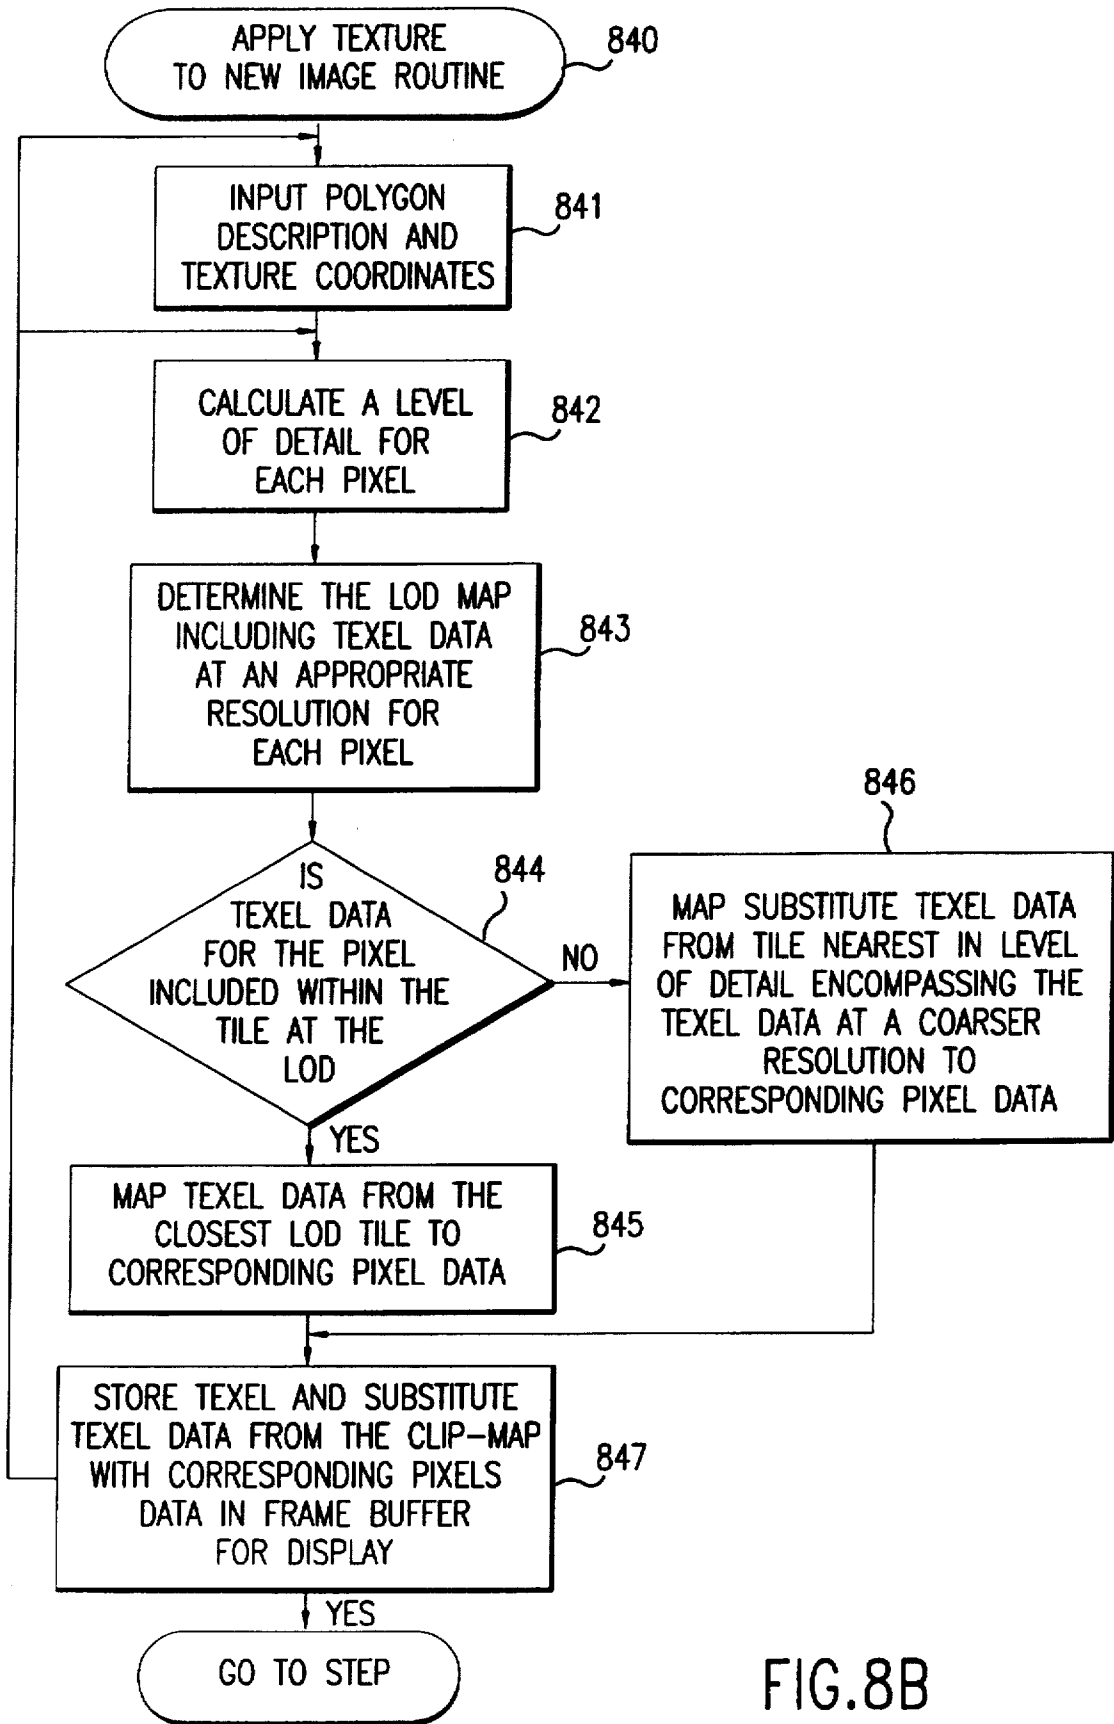 APPLY TEXTURE
TO NEW IMAGE ROUTINE
840
INPUT POLYGON
DESCRIPTION AND
TEXTURE COORDINATES
841
CALCULATE A LEVEL
OF DETAIL FOR
EACH PIXEL
842
DETERMINE THE LOD MAP
INCLUDING TEXEL DATA
AT AN APPROPRIATE
RESOLUTION FOR
EACH PIXEL
843
IS
TEXEL DATA
FOR THE PIXEL
INCLUDED WITHIN THE
TILE AT THE
LOD
844
NO
846
MAP SUBSTITUTE TEXEL DATA
FROM TILE NEAREST IN LEVEL
OF DETAIL ENCOMPASSING THE
TEXEL DATA AT A COARSER
RESOLUTION TO
CORRESPONDING PIXEL DATA
YES
MAP TEXEL DATA FROM THE
CLOSEST LOD TILE TO
CORRESPONDING PIXEL DATA
845
STORE TEXEL AND SUBSTITUTE
TEXEL DATA FROM THE CLIP-MAP
WITH CORRESPONDING PIXELS
DATA IN FRAME BUFFER
FOR DISPLAY
847
YES
GO TO STEP
FIG.8B